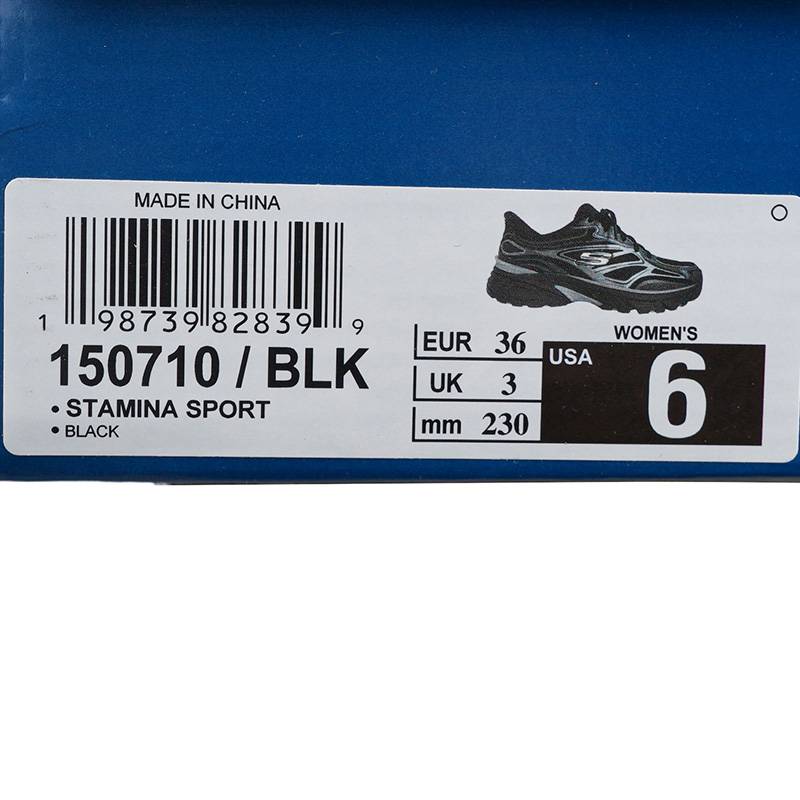 MADE IN CHINA
1 98739 82839 9
150710 / BLK
• STAMINA SPORT
• BLACK
S
WOMEN'S
EUR 36
UK 3
mm 230
USA 6